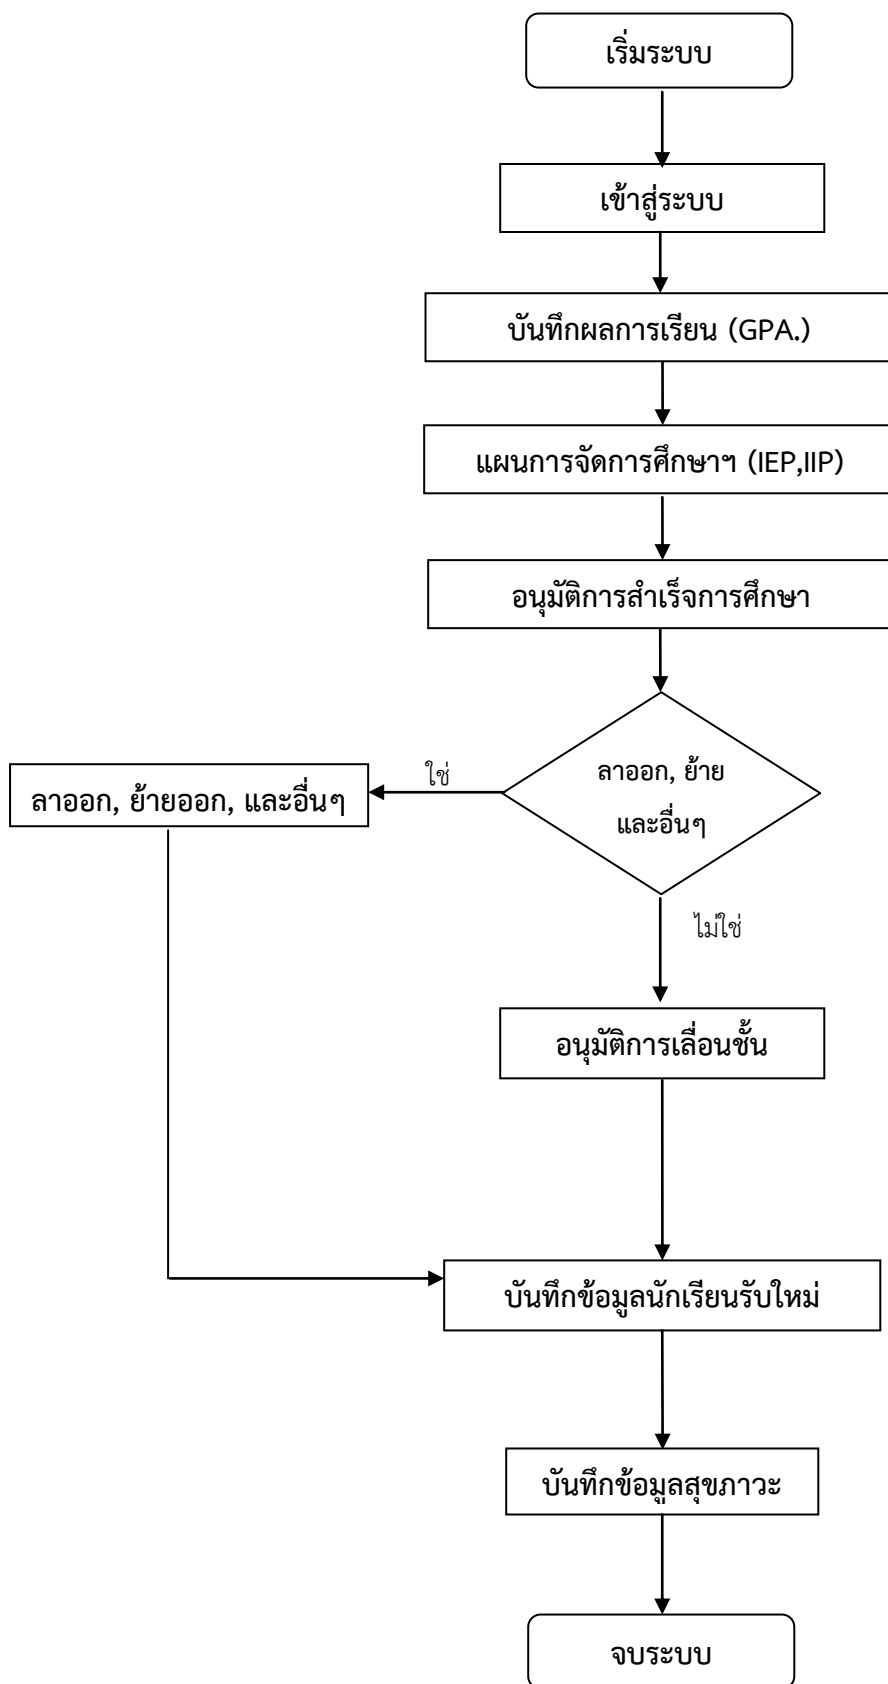 เริ่มระบบ
เข้าสู่ระบบ
บันทึกผลการเรียน (GPA.)
แผนการจัดการศึกษาฯ (IEP,IIP)
อนุมัติการสำเร็จการศึกษา
ลาออก, ย้าย
และอื่นๆ
ใช่
ลาออก, ย้ายออก, และอื่นๆ
ไม่ใช่
อนุมัติการเลื่อนชั้น
บันทึกข้อมูลนักเรียนรับใหม่
บันทึกข้อมูลสุขภาวะ
จบระบบ